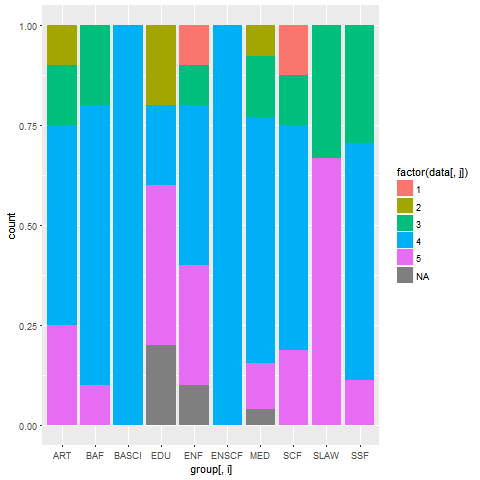 1.00
0.75
0.50
0.25
0.00
count
ART BAF BASCI EDU ENF ENSCF MED SCF SLAW SSF
group[, i]
factor(data[, j])
1
2
3
4
5
NA